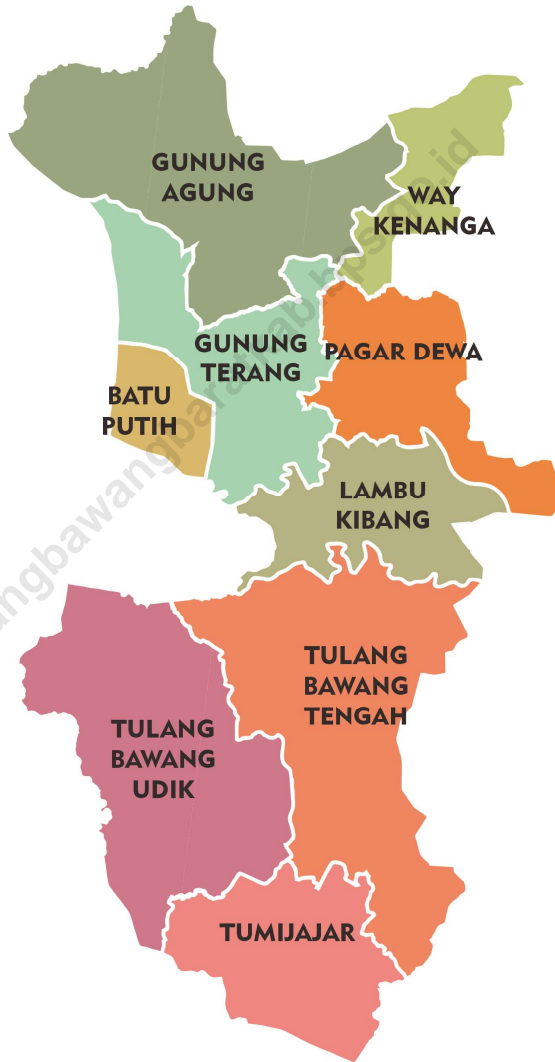 GUNUNG
AGUNG
WAY
KENANGA
GUNUNG
TERANG
PAGAR DEWA
BATU
PUTIH
LAMBU
KIBANG
TULANG
BAWANG
TENGAH
TULANG
BAWANG
UDIK
TUMIJAJAR